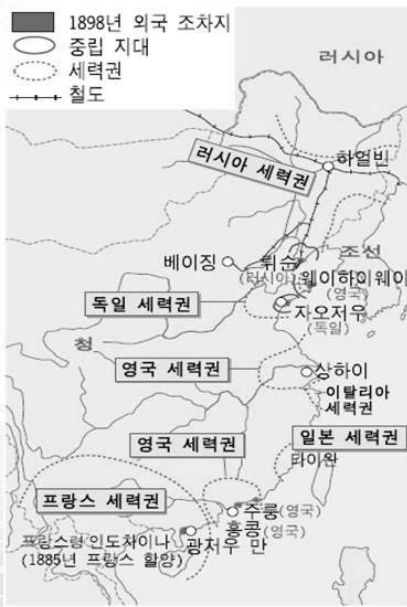 1898년 외국 조차지
중립 지대
세력권
철도
러시아
하얼빈
러시아 세력권
조선
베이징
뤼순
(러시아)
웨이하이웨이
(영국)
독일 세력권
자오저우
(독일)
청
영국 세력권
상하이
이탈리아
세력권
영국 세력권
일본 세력권
타이완
프랑스 세력권
주룽(영국)
홍콩(영국)
프랑스령 인도차이나
(1885년 프랑스 할양)
광저우 만